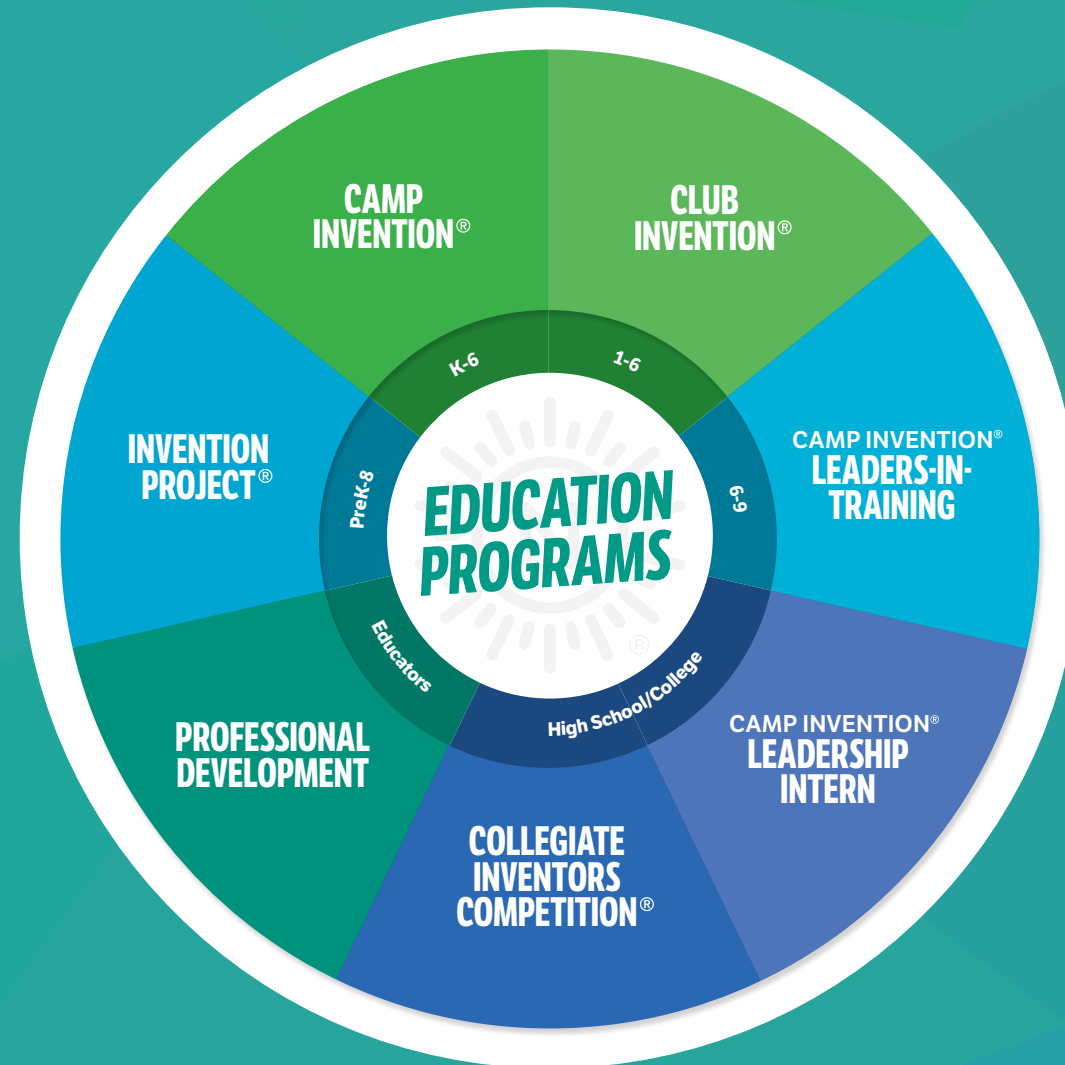 CAMP
INVENTION®
CLUB
INVENTION®
K-6
1-6
INVENTION
PROJECT®
PreK-8
EDUCATION
PROGRAMS
®
6-9
CAMP INVENTION®
LEADERS-IN-
TRAINING
Educators
High School/College
PROFESSIONAL
DEVELOPMENT
CAMP INVENTION®
LEADERSHIP
INTERN
COLLEGIATE
INVENTORS
COMPETITION®